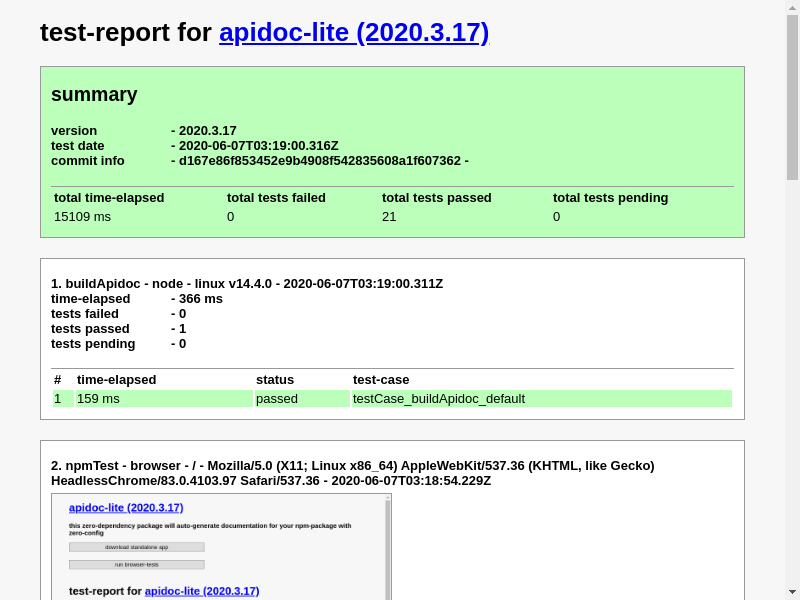 test-report for apidoc-lite (2020.3.17)
summary
version - 2020.3.17
test date - 2020-06-07T03:19:00.316Z
commit info - d167e86f853452e9b4908f542835608a1f607362 -
total time-elapsed total tests failed total tests passed total tests pending
15109 ms 0 21 0
1. buildApidoc - node - linux v14.4.0 - 2020-06-07T03:19:00.311Z
time-elapsed - 366 ms
tests failed - 0
tests passed - 1
tests pending - 0
# time-elapsed status test-case
1 159 ms passed testCase_buildApidoc_default
2. npmTest - browser - / - Mozilla/5.0 (X11; Linux x86_64) AppleWebKit/537.36 (KHTML, like Gecko)
HeadlessChrome/83.0.4103.97 Safari/537.36 - 2020-06-07T03:18:54.229Z
apidoc-lite (2020.3.17)
this zero-dependency package will auto-generate documentation for your npm-package with
zero-config
download standalone app
run browser-tests
test-report for apidoc-lite (2020.3.17)